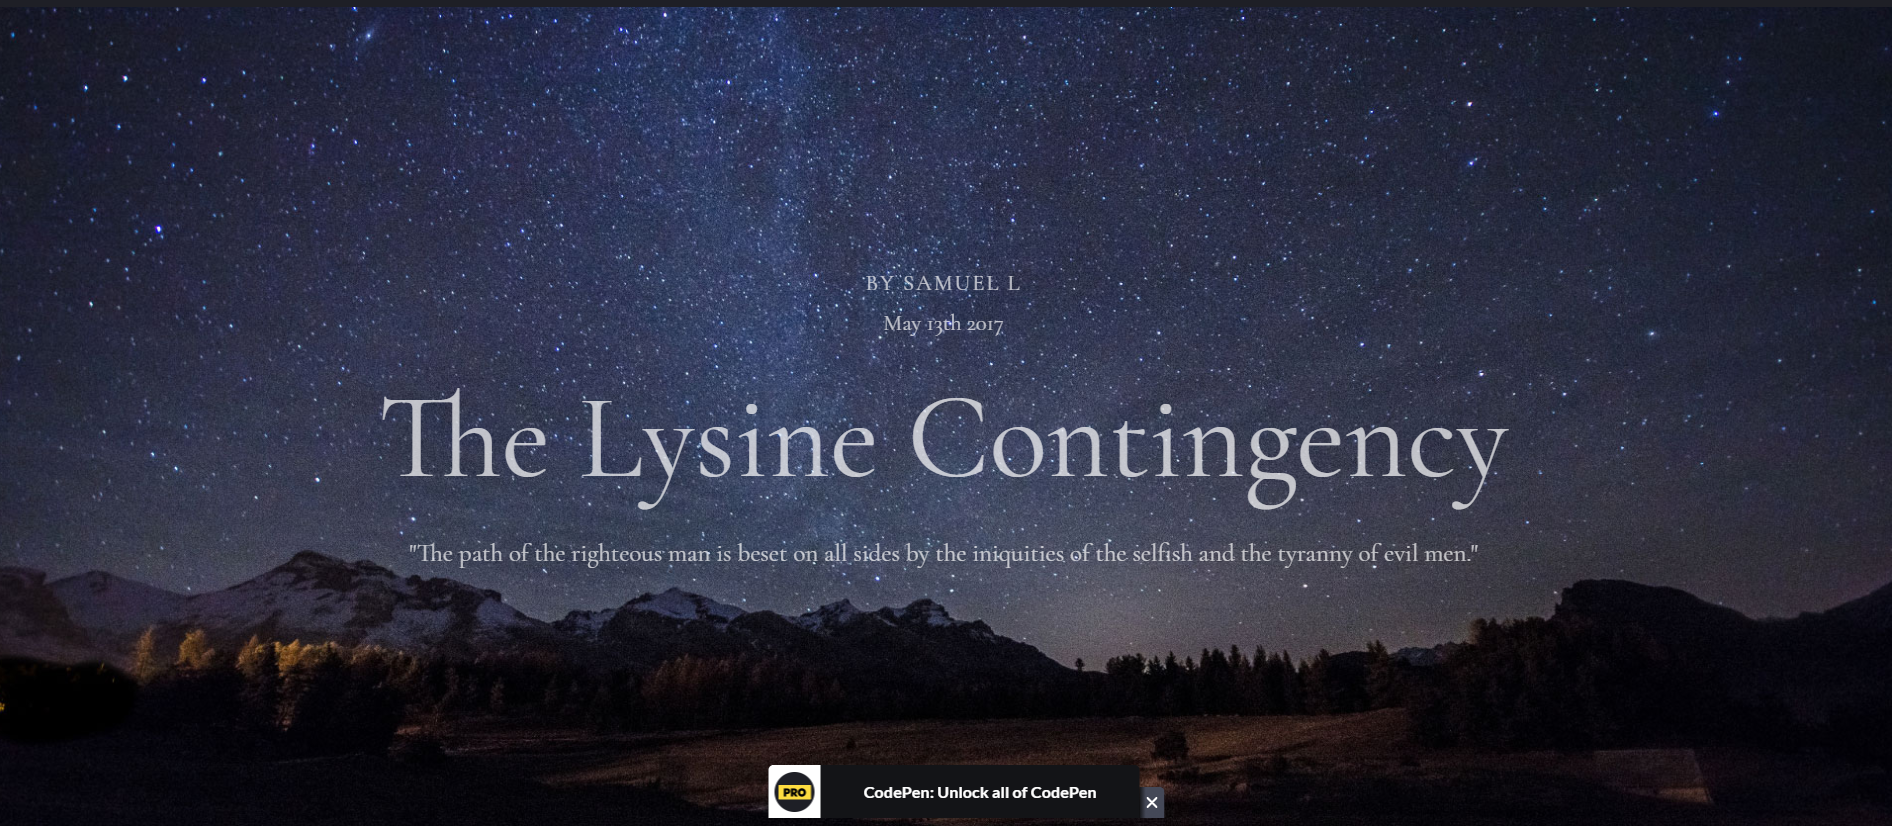 BY SAMUEL L
May 13th 2017
The Lysine Contingency
"The path of the righteous man is beset on all sides by the iniquities of the selfish and the tyranny of evil men."
PRO
CodePen: Unlock all of CodePen